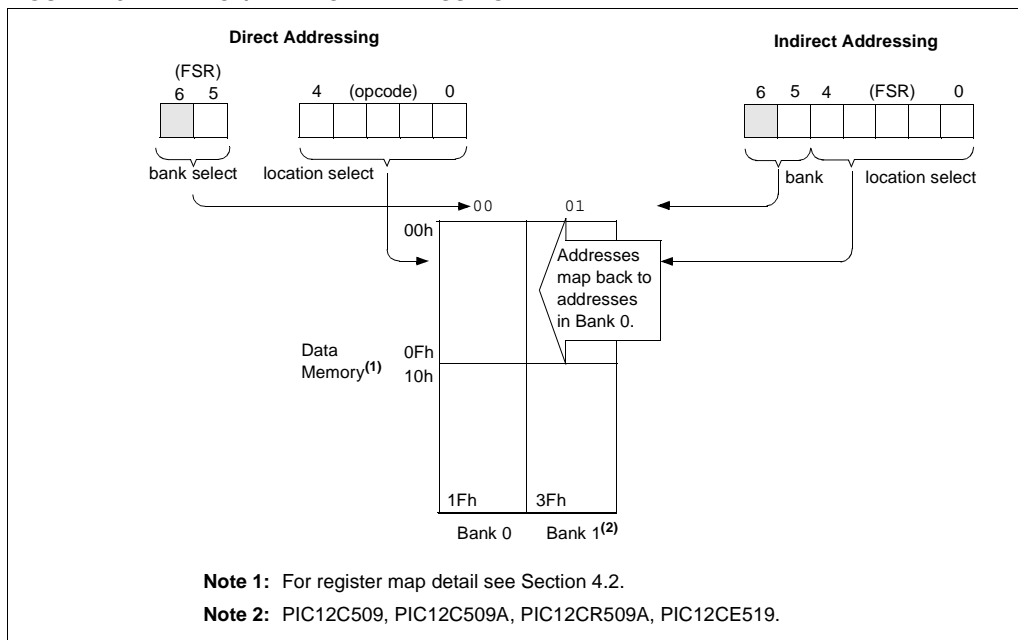 Direct Addressing
Indirect Addressing
(FSR)
6 5
4 (opcode) 0
6 5 4 (FSR) 0
bank select
location select
bank
location select
00
01
00h
Addresses
map back to
addresses
in Bank 0.
Data
Memory(1)
0Fh
10h
1Fh
3Fh
Bank 0
Bank 1(2)
Note 1: For register map detail see Section 4.2.
Note 2: PIC12C509, PIC12C509A, PIC12CR509A, PIC12CE519.